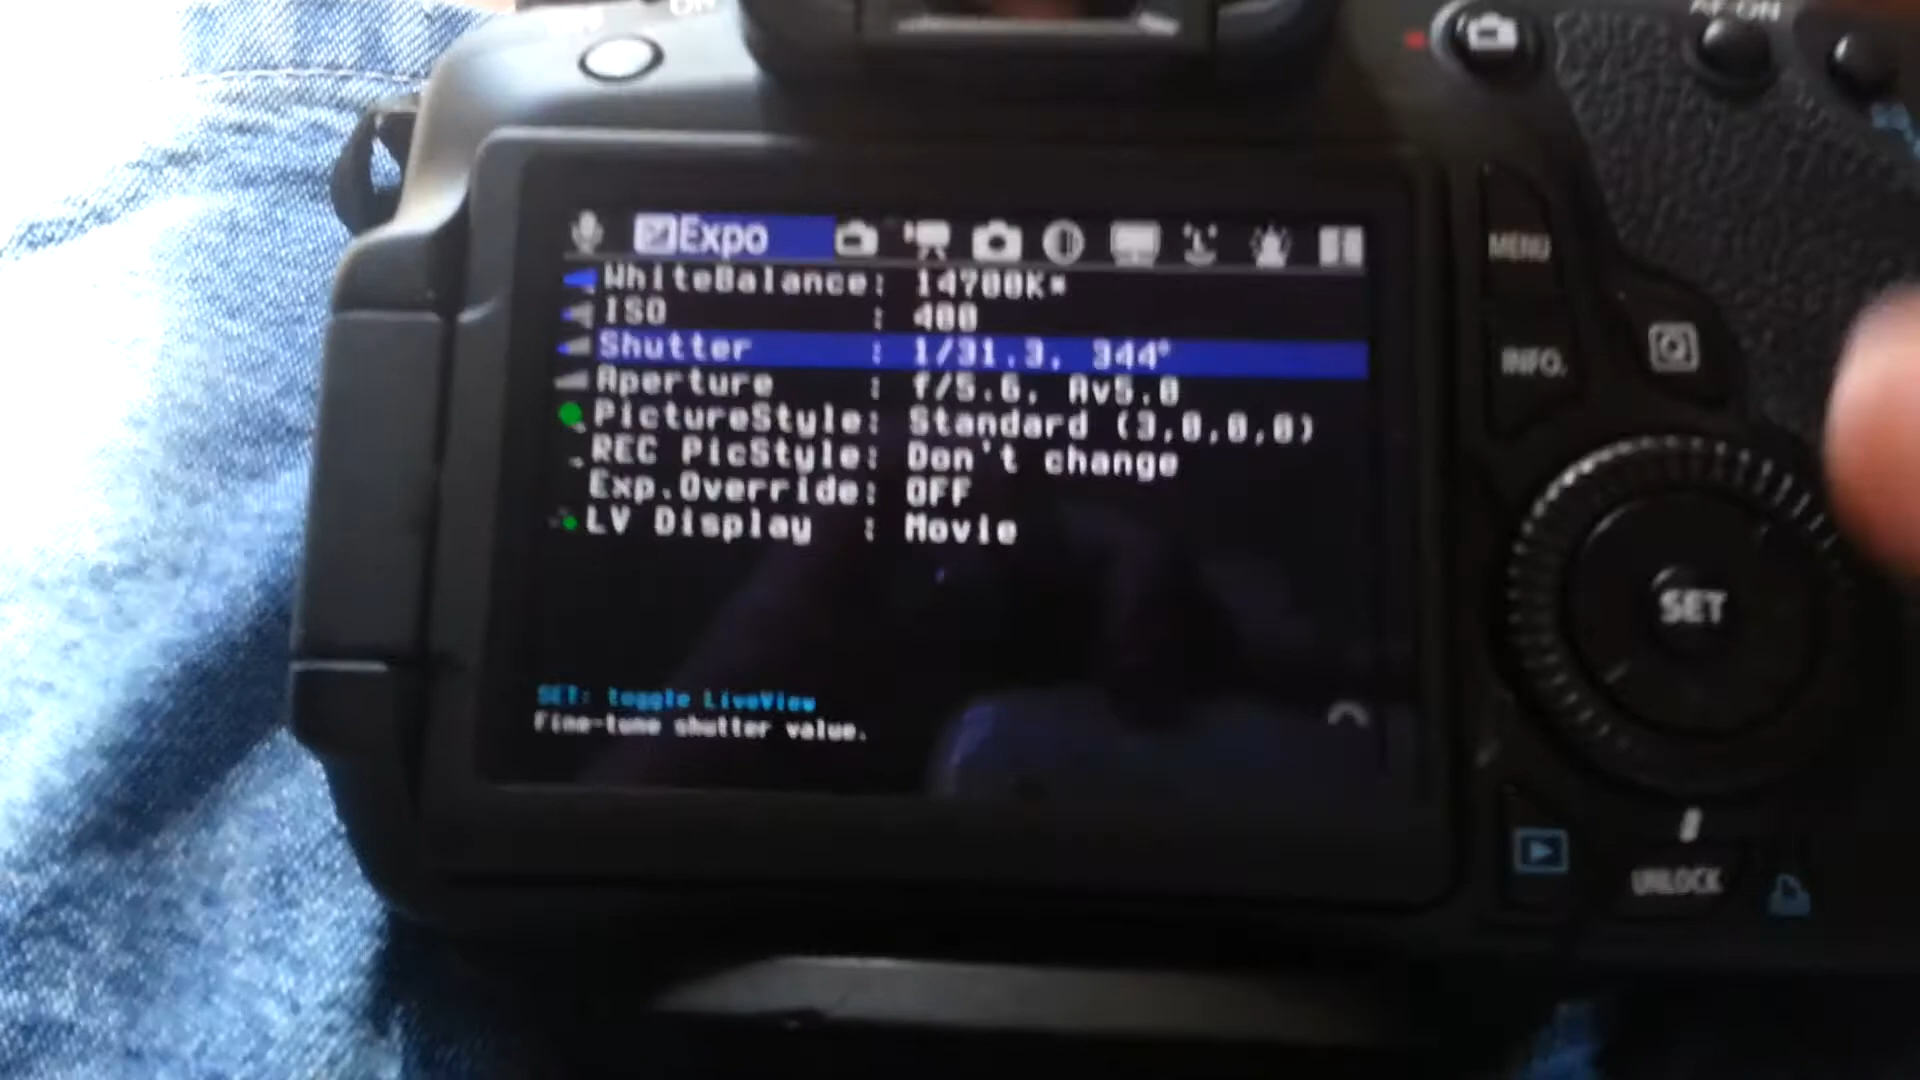 ON
AF-ON
Expo
WhiteBalance: 14700K*
ISO : 400
Shutter : 1/31.3, 344°
Aperture : f/5.6, Av5.0
PictureStyle: Standard (3,0,0,0)
REC PicStyle: Don't change
Exp.Override: OFF
LV Display : Movie
SET: toggle LiveView
Fine-tune shutter value.
MENU
INFO.
Q
SET
UNLOCK